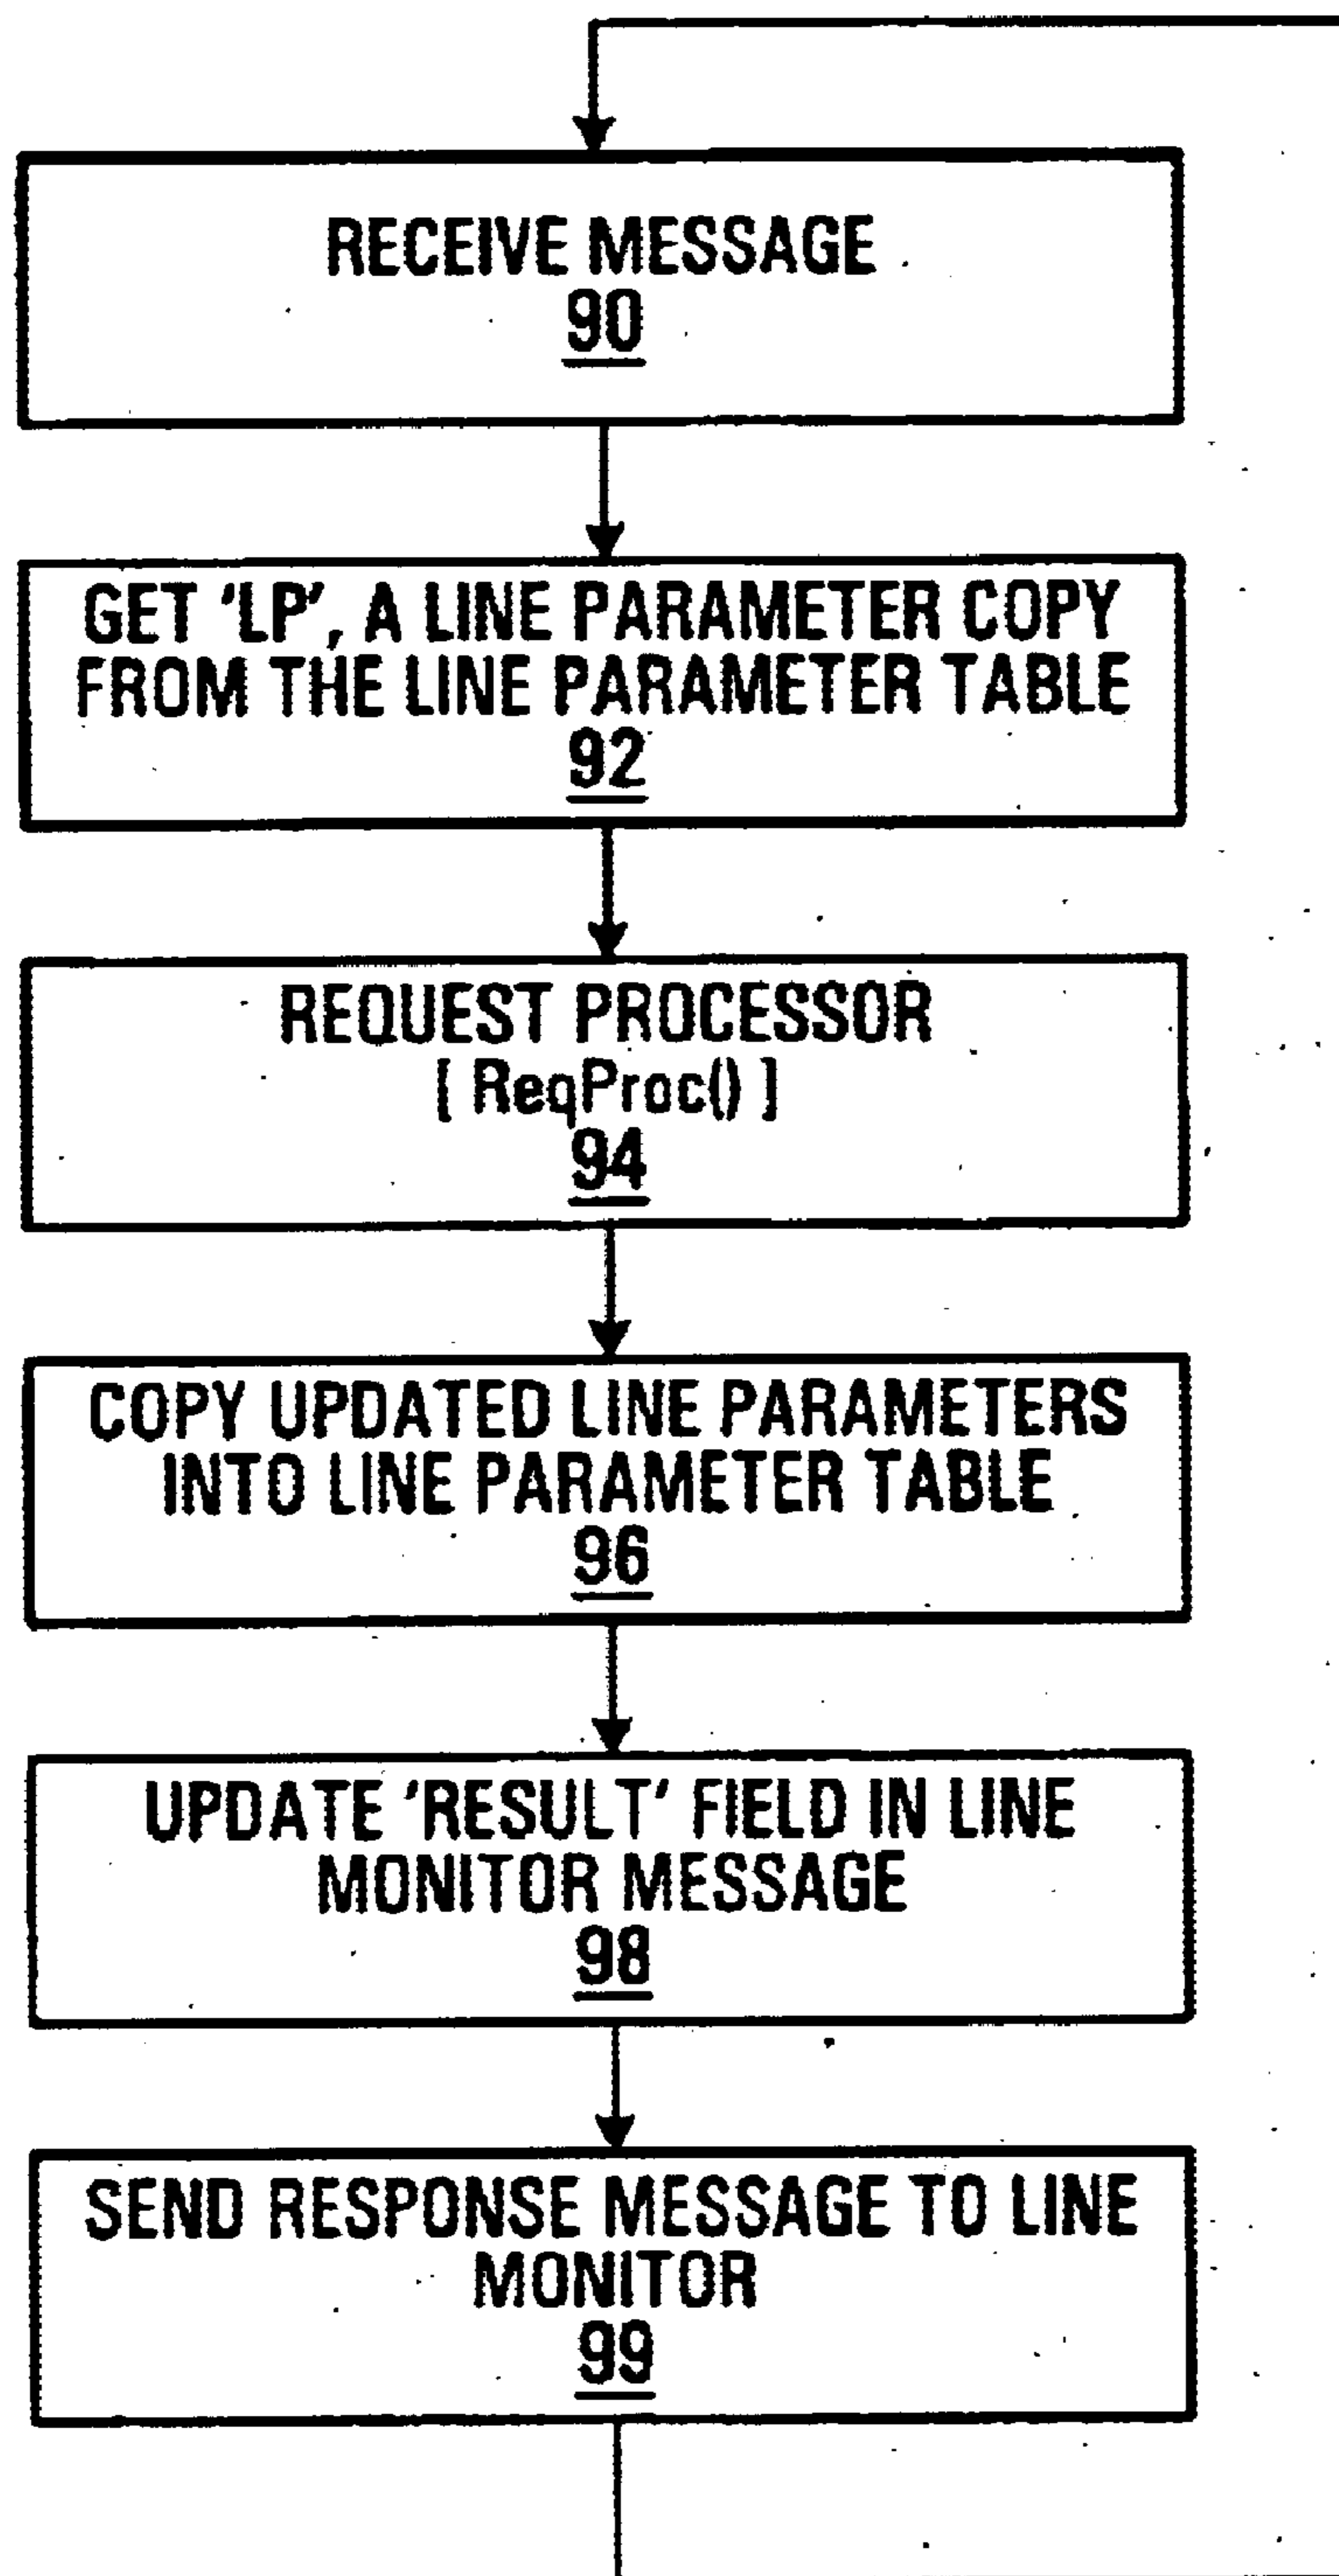 RECEIVE MESSAGE
90
GET 'LP', A LINE PARAMETER COPY
FROM THE LINE PARAMETER TABLE
92
REQUEST PROCESSOR
[ ReqProc() ]
94
COPY UPDATED LINE PARAMETERS
INTO LINE PARAMETER TABLE
96
UPDATE 'RESULT' FIELD IN LINE
MONITOR MESSAGE
98
SEND RESPONSE MESSAGE TO LINE
MONITOR
99